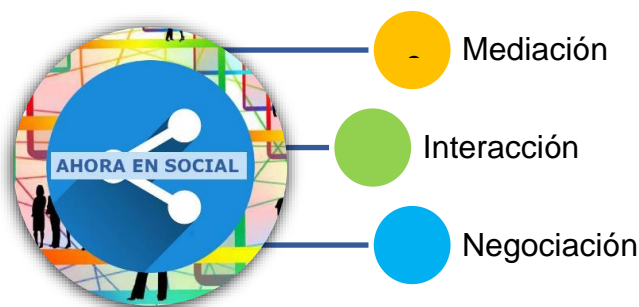 Mediación
AHORA EN SOCIAL
Interacción
Negociación